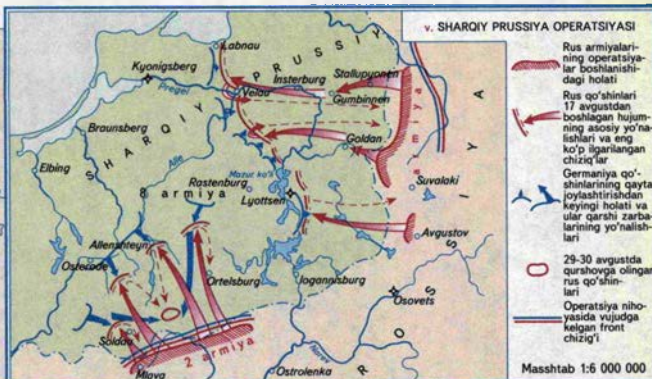 v. SHARQIY PRUSSIYA OPERATSIYASI
Rus armiyalari-
ning operatsiya-
lar boshlanishi-
dagi holati
Rus qo'shinlari
17 avgustdan
boshlagan hujum-
ning asosiy yo'na-
lishlari va eng
ko'p ilgarilangan
chiziqlar
Germaniya qo'-
shinlarining qayta
joylashtirishdan
keyingi holati va
ular qarshi zarba-
larining yo'nalish-
lari
29-30 avgustda
qurshovga olingan
rus qo'shin-
lari
Operatsiya niho-
yasida vujudga
kelgan front
chizig'i
Masshtab 1:6 000 000
Labnau
Kyonigsberg
PRUSSIY
Stallupyonen
Insterburg
Velau
Pregel
Gumbinnen
Braunsberg
SHARQIY
Goldan
armiya
Elbing
Alle
Mazur ko'li
Suvalaki
8 armiya
Rastenburg
Lyottsen
Avgustov
Allenshteyn
Osterode
Ortelsburg
Iogannisburg
Osovets
Soldau
2 armiya
Narev
Mlava
Ostrolenka
R O S S I Y A